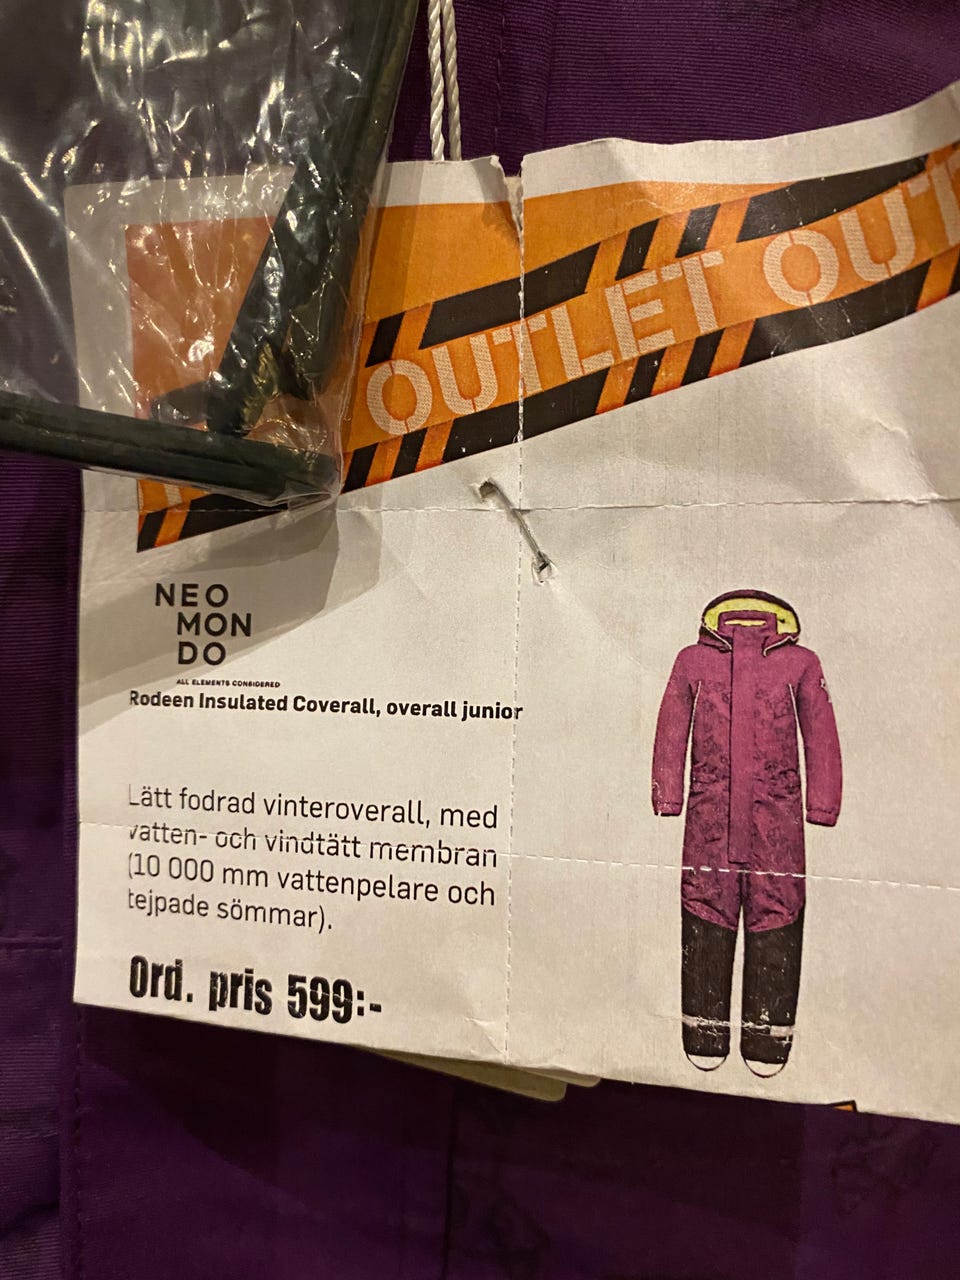 OUTLET OUT
NEO
MON
DO
ALL ELEMENTS CONSIDERED
Rodeen Insulated Coverall, overall junior
Lätt fodrad vinteroverall, med
vatten- och vindtätt membran
(10 000 mm vattenpelare och
tejpade sömmar).
Ord. pris 599:-